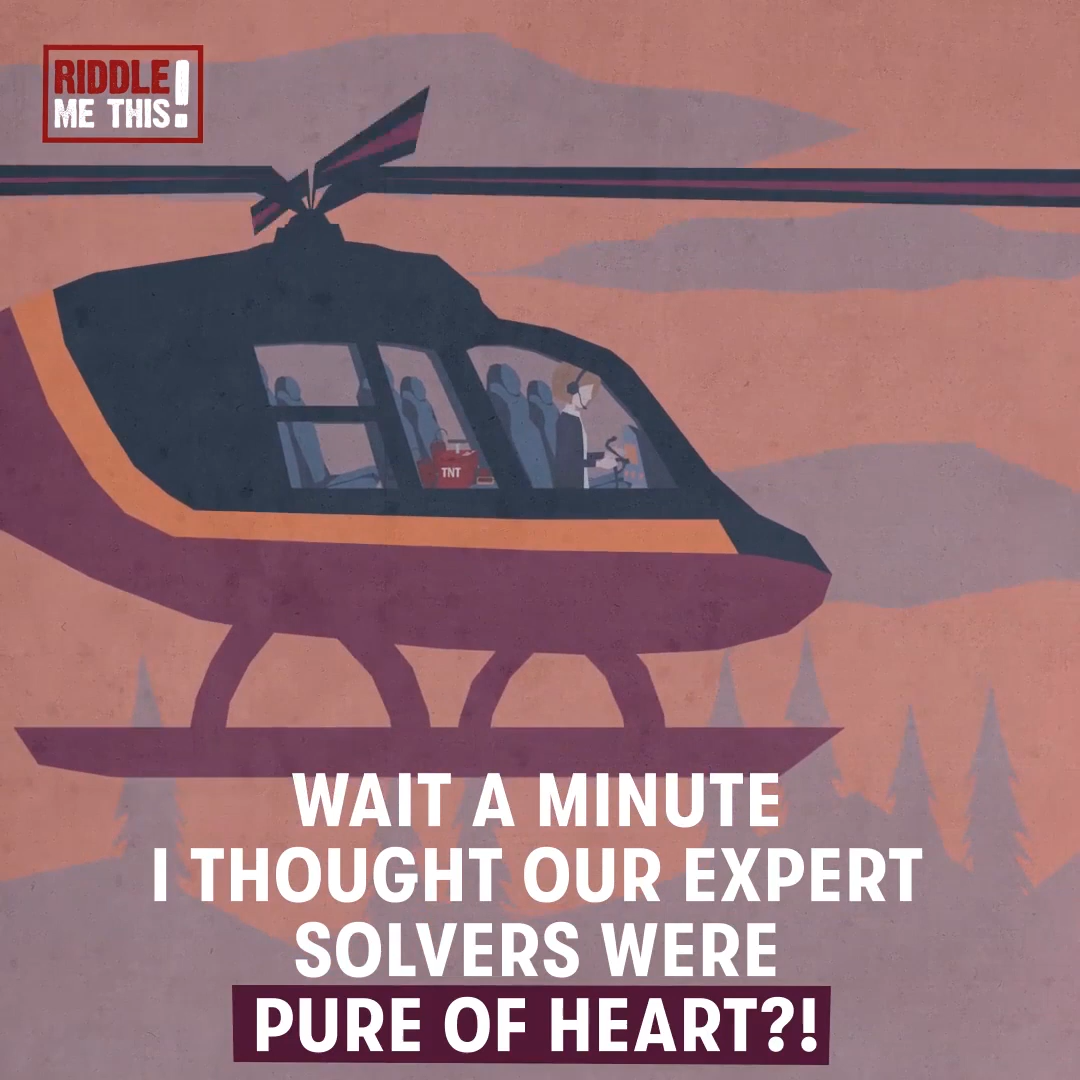 RIDDLE
ME THIS!
TNT
WAIT A MINUTE
I THOUGHT OUR EXPERT
SOLVERS WERE
PURE OF HEART?!